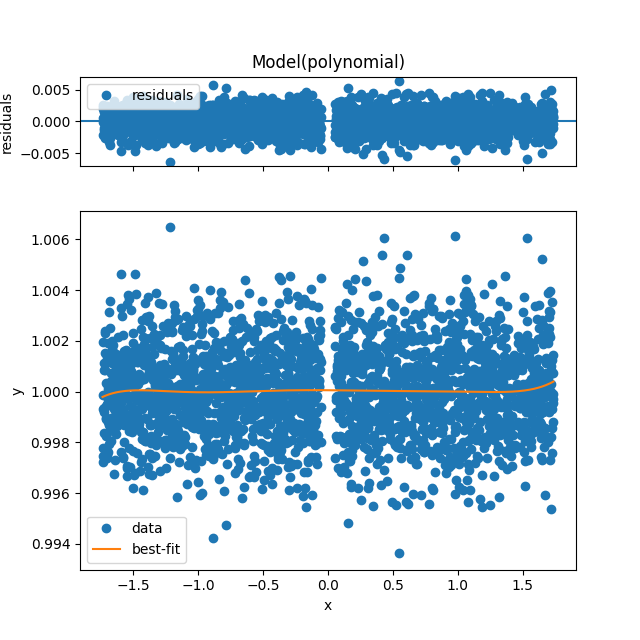 Model(polynomial)
residuals
0.005
0.000
−0.005
residuals
y
1.006
1.004
1.002
1.000
0.998
0.996
0.994
data
best-fit
−1.5 −1.0 −0.5 0.0 0.5 1.0 1.5
x